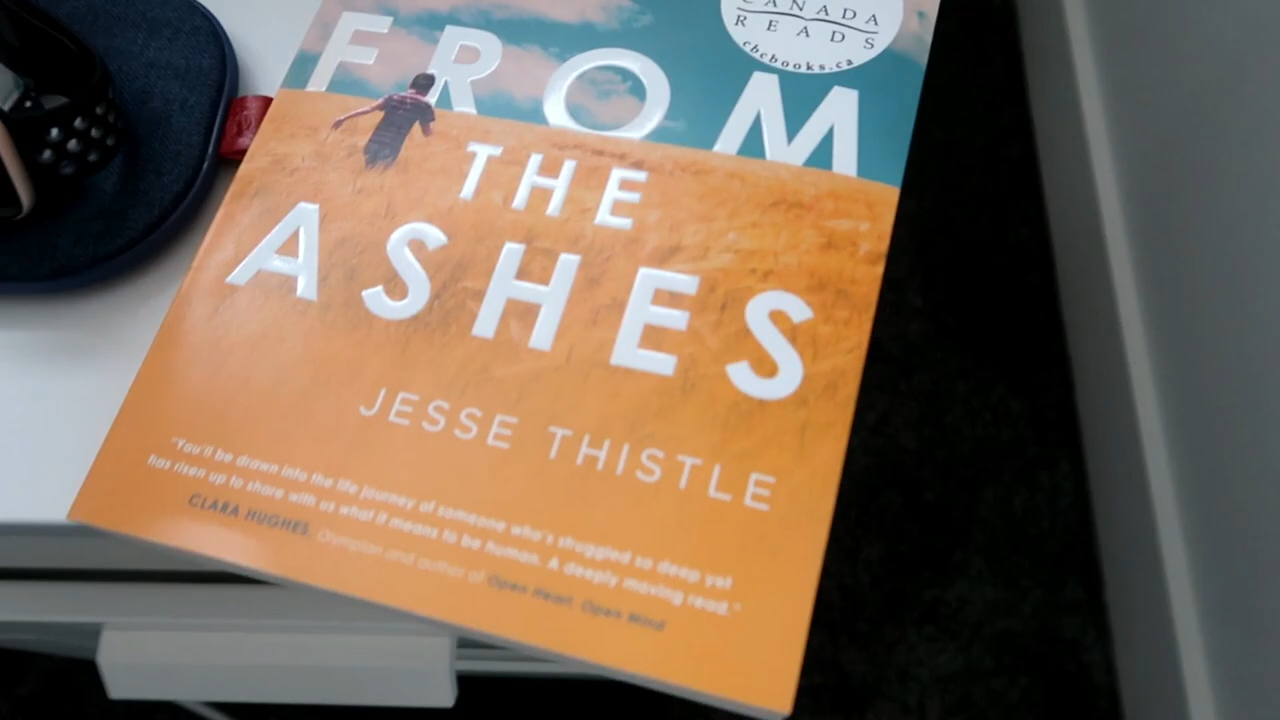 CANADA
READS
cbcbooks.ca
FROM
THE
ASHES
JESSE THISTLE
"You'll be drawn into the life journey of someone who's struggled so deep yet
has risen up to share with us what it means to be human. A deeply moving read."
CLARA HUGHES, Olympian and author of Open Heart, Open Mind